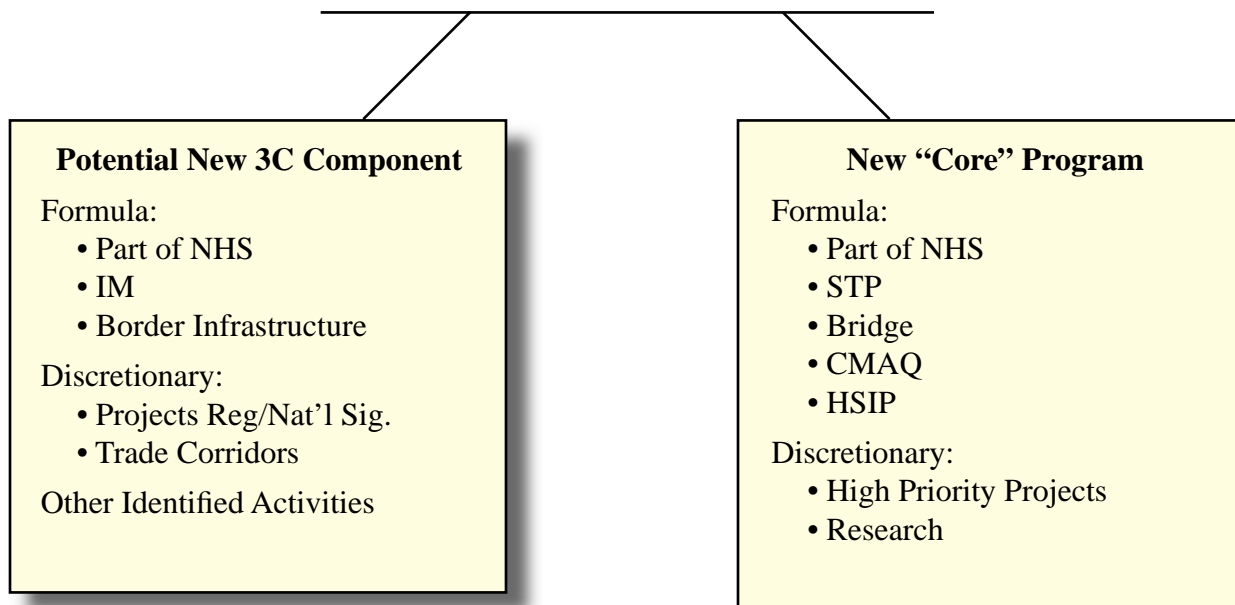 Potential New 3C Component
Formula:
• Part of NHS
• IM
• Border Infrastructure
Discretionary:
• Projects Reg/Nat’l Sig.
• Trade Corridors
Other Identified Activities
New “Core” Program
Formula:
• Part of NHS
• STP
• Bridge
• CMAQ
• HSIP
Discretionary:
• High Priority Projects
• Research